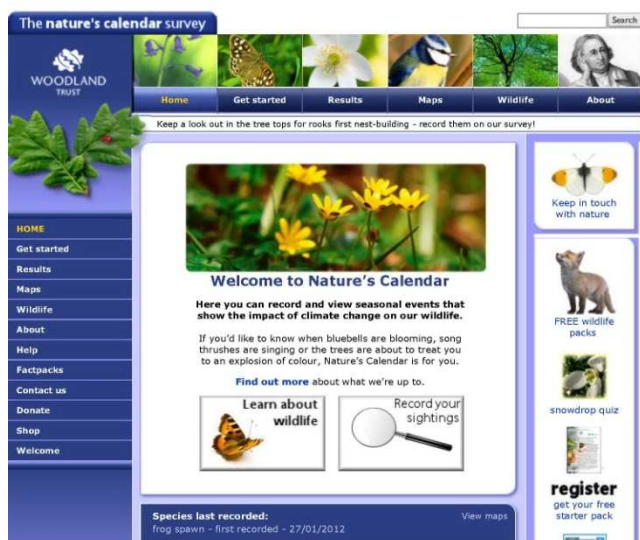 The nature's calendar survey
Search
WOODLAND
TRUST
Home
Get started
Results
Maps
Wildlife
About
Keep a look out in the tree tops for rooks first nest-building - record them on our survey!
HOME
Get started
Results
Maps
Wildlife
About
Help
Factpacks
Contact us
Donate
Shop
Welcome
Welcome to Nature's Calendar
Here you can record and view seasonal events that
show the impact of climate change on our wildlife.
If you'd like to know when bluebells are blooming, song
thrushes are singing or the trees are about to treat you
to an explosion of colour, Nature's Calendar is for you.
Find out more about what we're up to.
Learn about
wildlife
Record your
sightings
Species last recorded:
View maps
frog spawn - first recorded - 27/01/2012
Keep in touch
with nature
FREE wildlife
packs
snowdrop quiz
register
get your free
starter pack